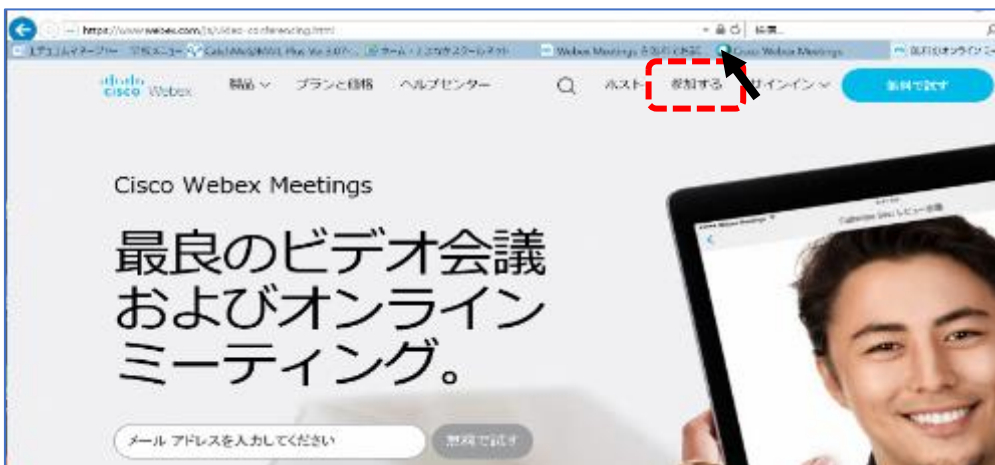 https://www.webex.com/ja/video-conferencing.html
検索...
Cisco Webex Meetings
cisco Webex
製品
プランと価格
ヘルプセンター
ホスト
参加する
サインイン
無料で試す
Cisco Webex Meetings
最良のビデオ会議
およびオンライン
ミーティング。
メール アドレスを入力してください
無料で試す